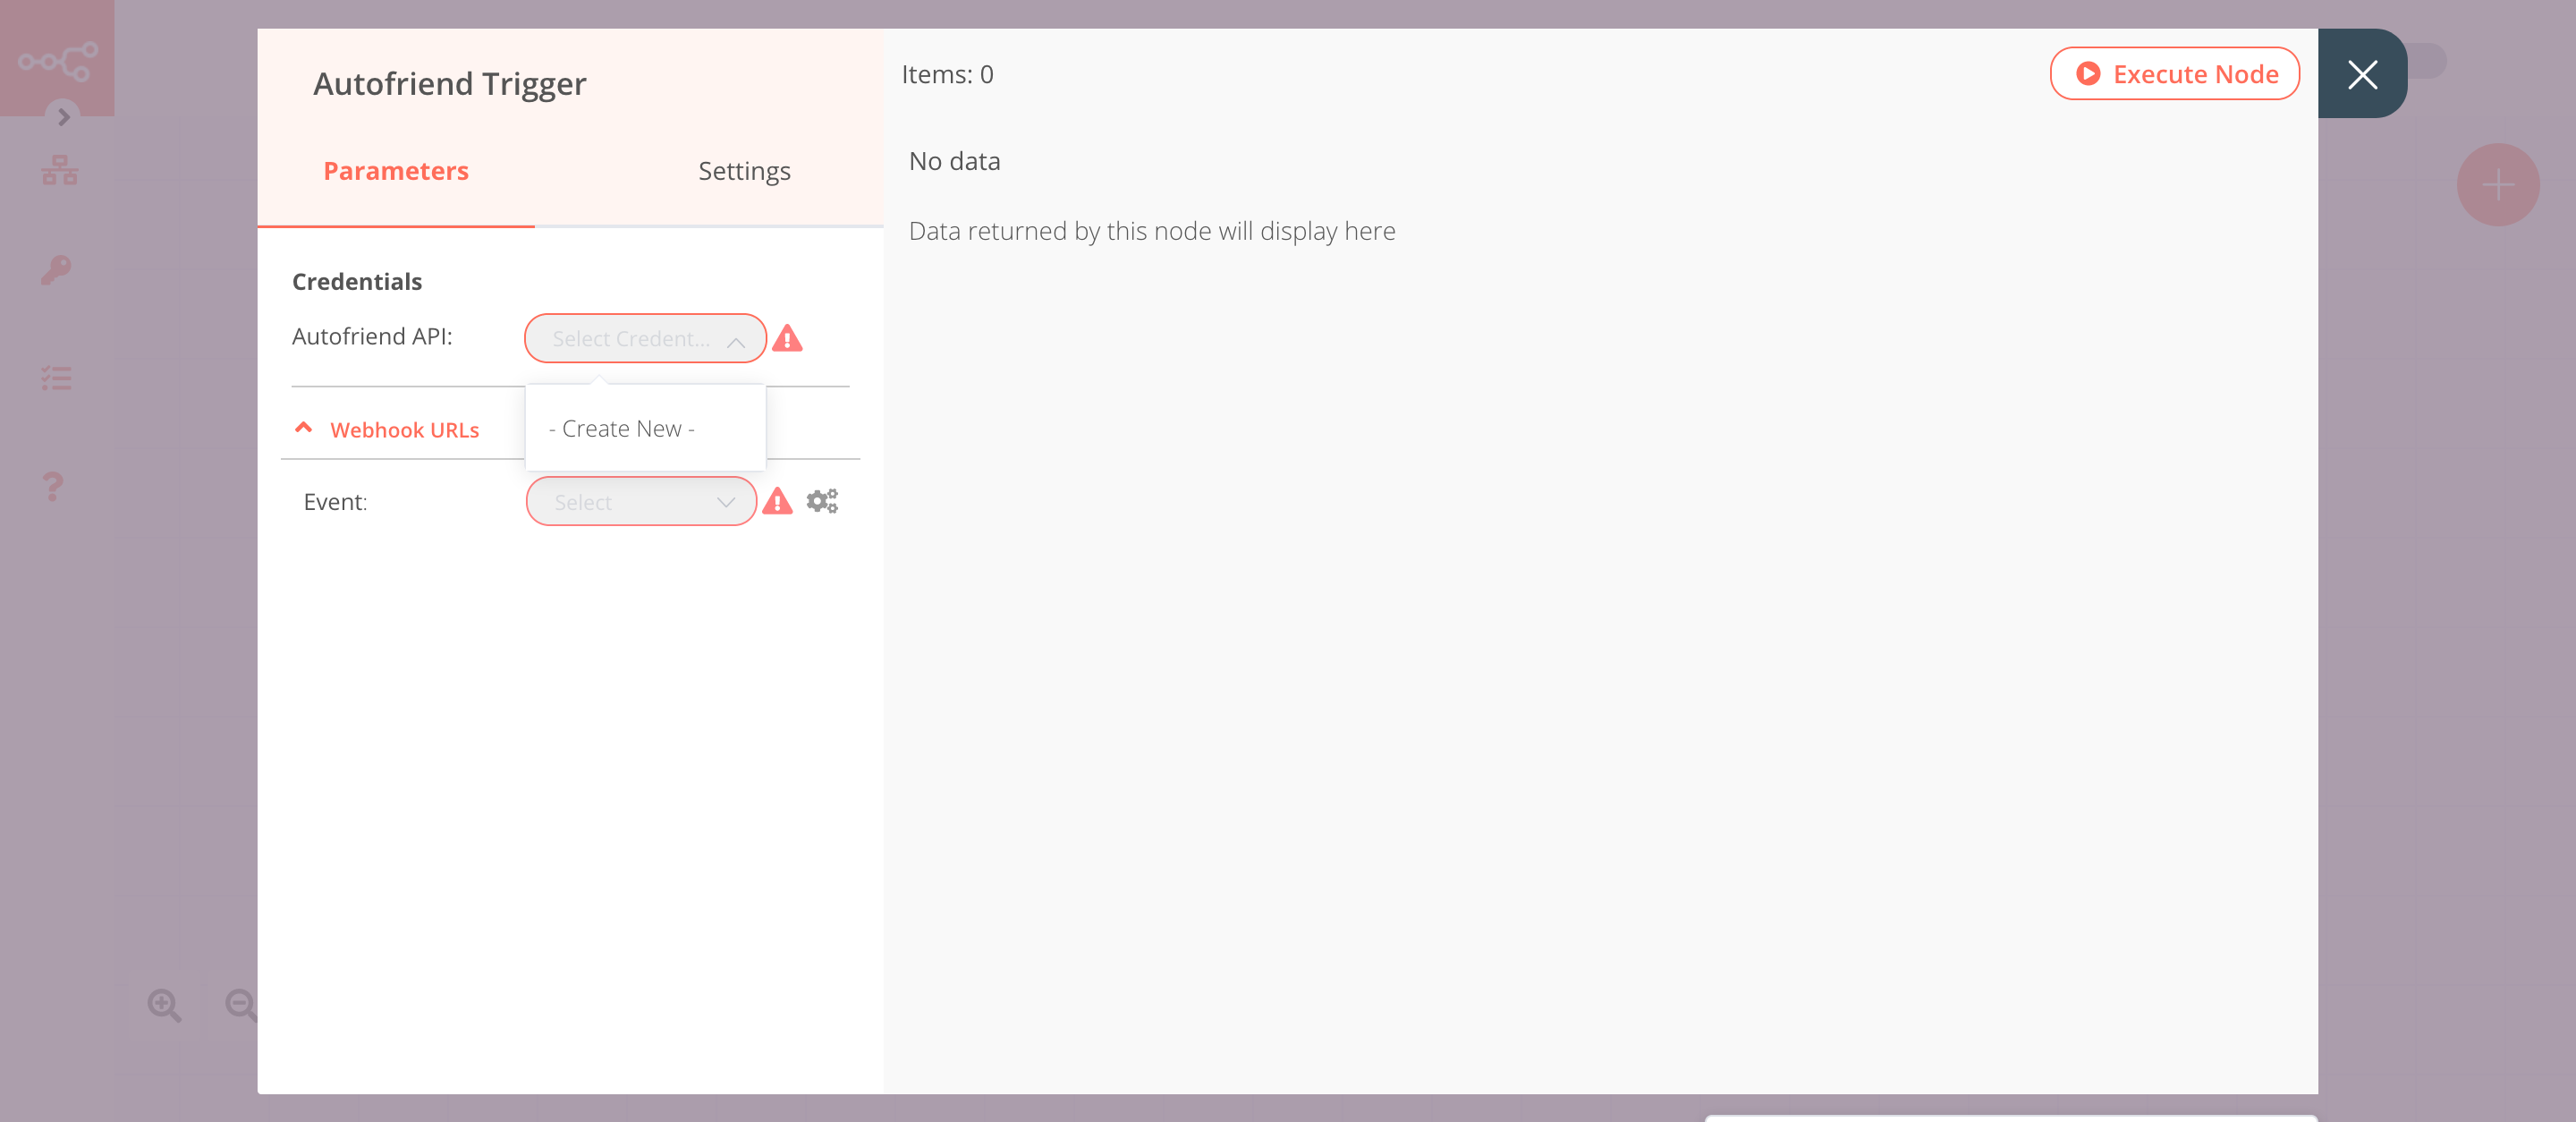 Autofriend Trigger
Parameters
Settings
Credentials
Autofriend API:
Select Credent...
- Create New -
Webhook URLs
Event:
Select
Items: 0
Execute Node
No data
Data returned by this node will display here